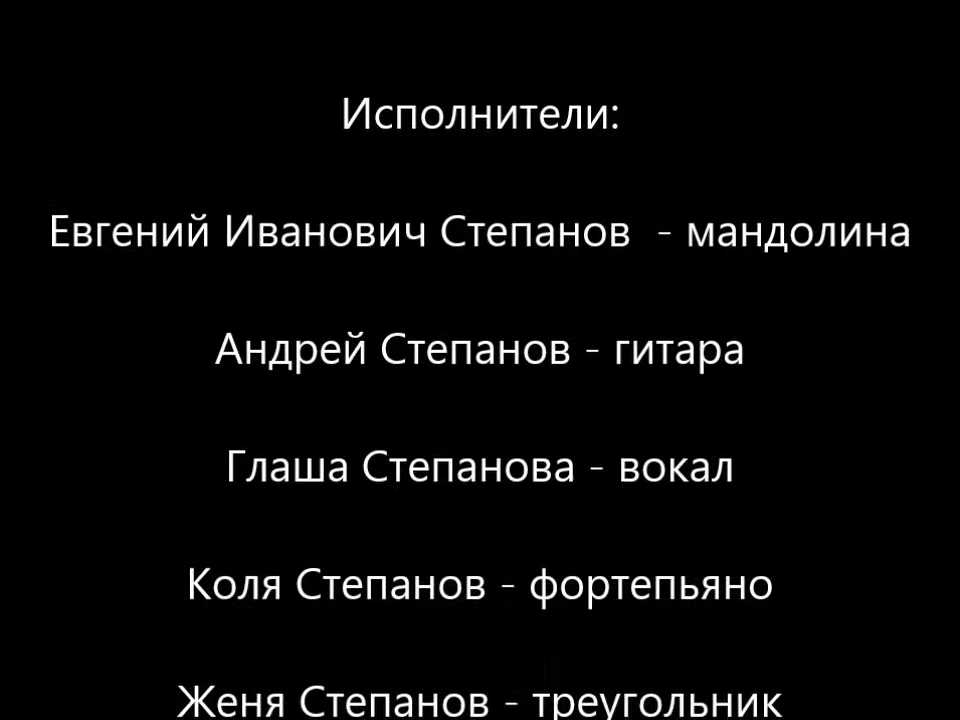 Исполнители:
Евгений Иванович Степанов - мандолина
Андрей Степанов - гитара
Глаша Степанова - вокал
Коля Степанов - фортепьяно
Женя Степанов - треугольник